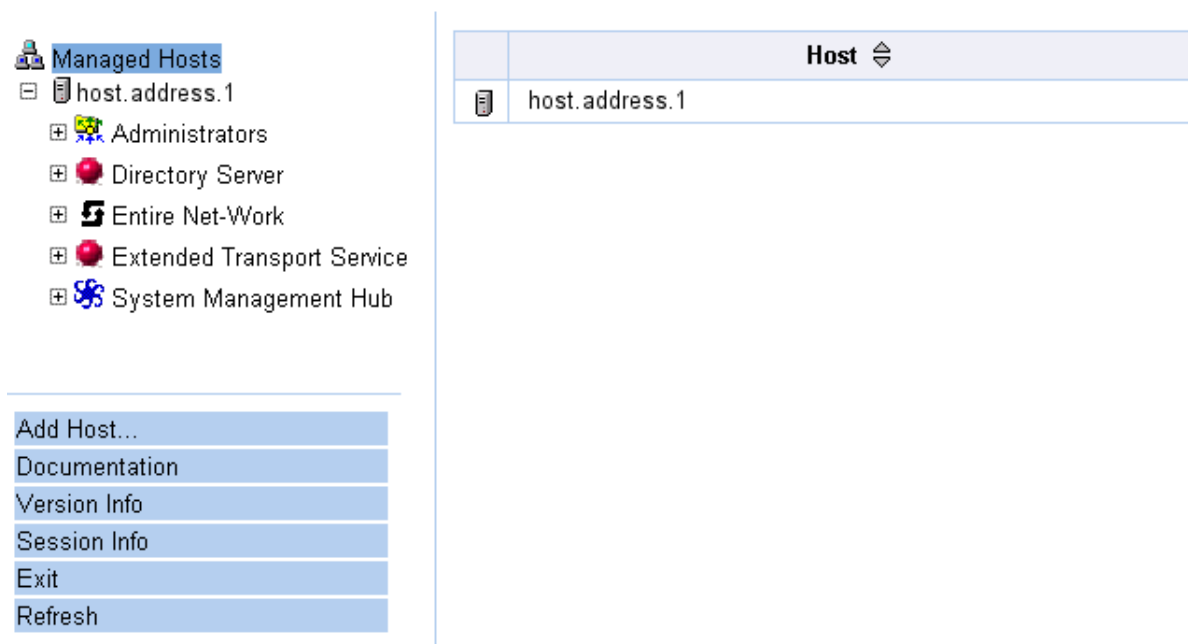 Managed Hosts
host.address.1
Administrators
Directory Server
Entire Net-Work
Extended Transport Service
System Management Hub
Add Host...
Documentation
Version Info
Session Info
Exit
Refresh
Host
host.address.1